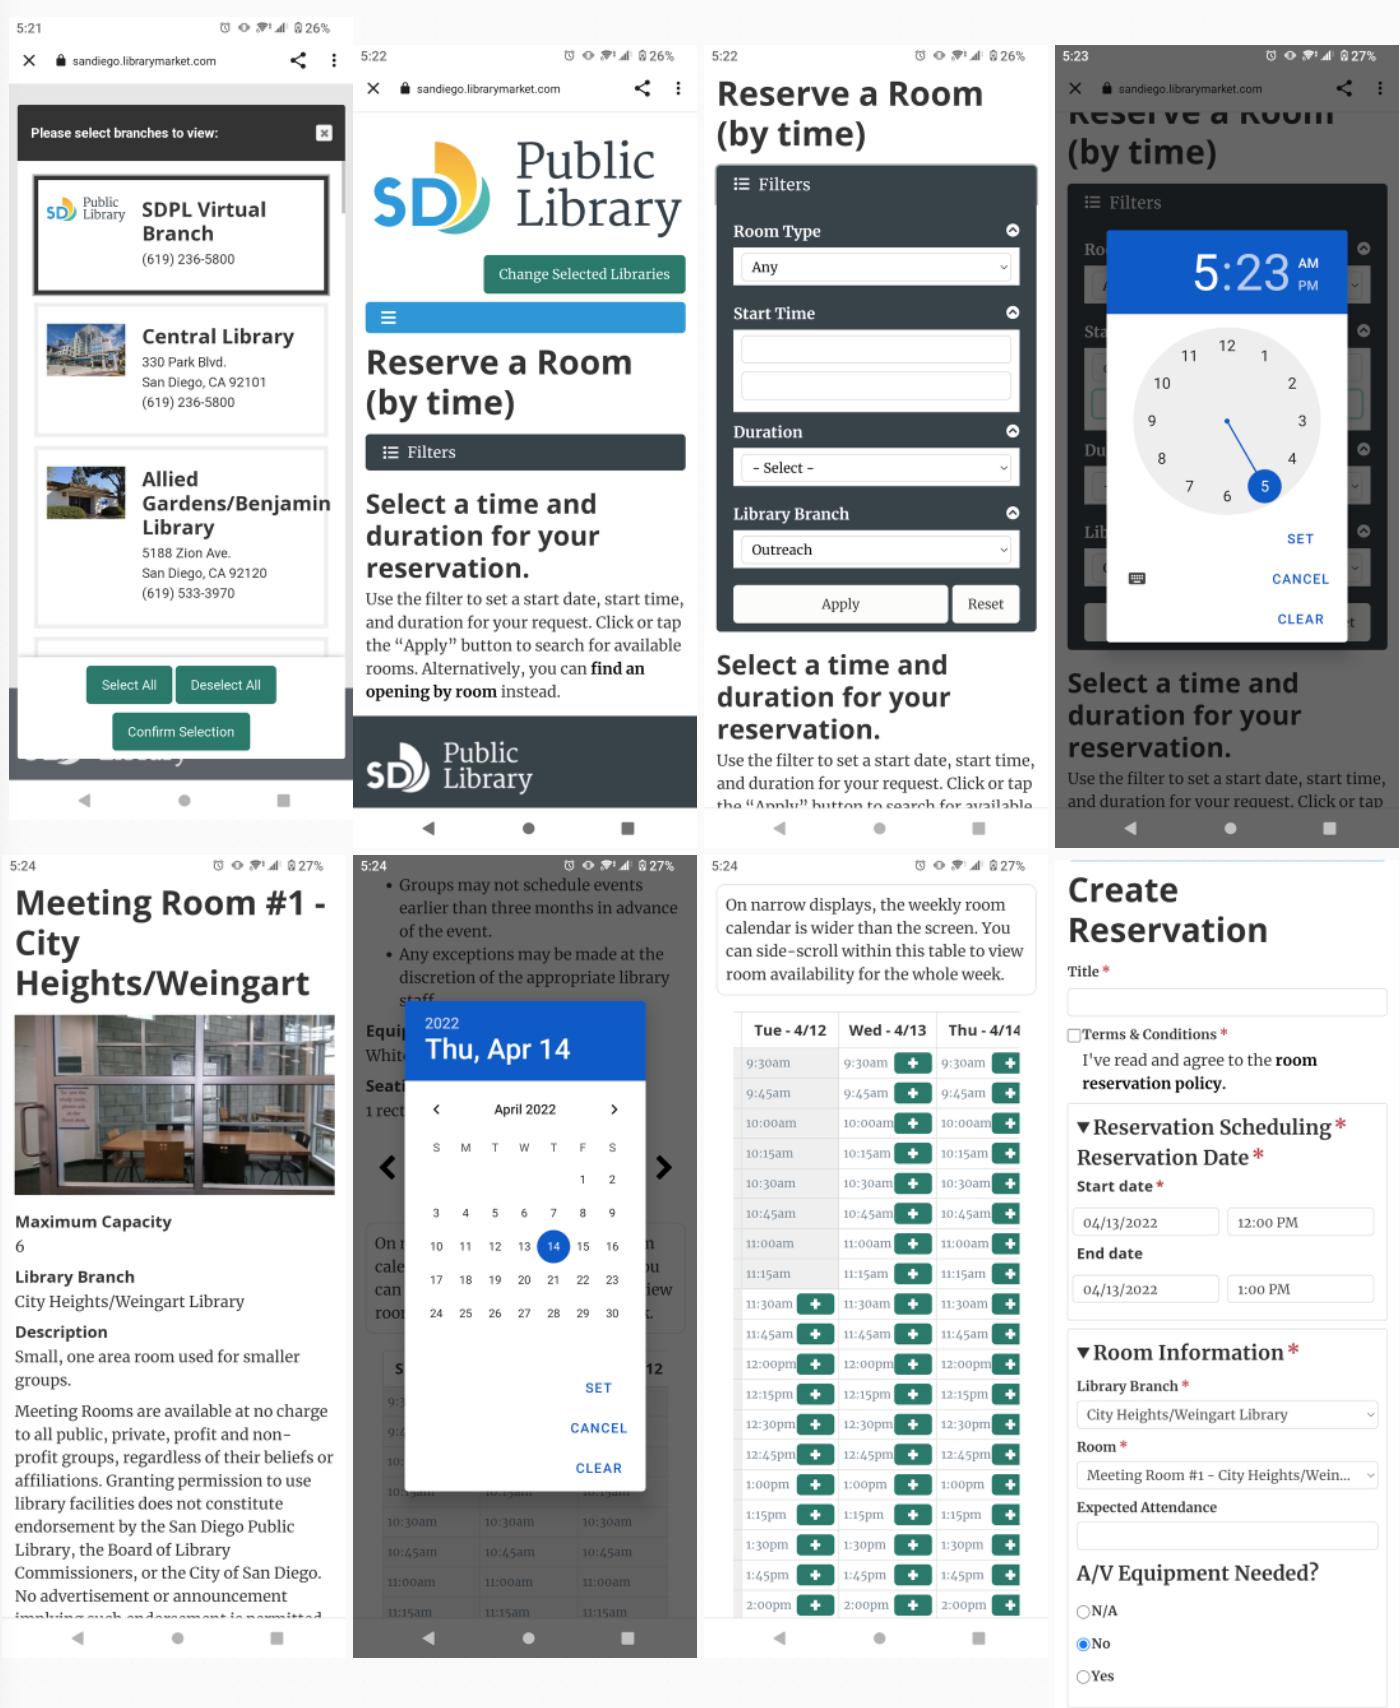 5:21
26%
sandiego.librarymarket.com
Please select branches to view:
SD Public Library
SDPL Virtual
Branch
(619) 236-5800
Central Library
330 Park Blvd.
San Diego, CA 92101
(619) 236-5800
Allied
Gardens/Benjamin
Library
5188 Zion Ave.
San Diego, CA 92120
(619) 533-3970
Select All Deselect All
Confirm Selection
5:22
26%
sandiego.librarymarket.com
SD Public
Library
Change Selected Libraries
Reserve a Room
(by time)
Filters
Select a time and
duration for your
reservation.
Use the filter to set a start date, start time,
and duration for your request. Click or tap
the “Apply” button to search for available
rooms. Alternatively, you can find an
opening by room instead.
SD Public
Library
5:22
26%
Reserve a Room
(by time)
Filters
Room Type
Any
Start Time
Duration
- Select -
Library Branch
Outreach
Apply Reset
Select a time and
duration for your
reservation.
Use the filter to set a start date, start time,
and duration for your request. Click or tap
the “Apply” button to search for available
5:23
27%
sandiego.librarymarket.com
Reserve a Room
(by time)
Filters
5:23 AM
PM
12
11 1
10 2
9 3
8 4
7 5
6
SET
CANCEL
CLEAR
Select a time and
duration for your
reservation.
Use the filter to set a start date, start time,
and duration for your request. Click or tap
5:24
27%
Meeting Room #1 -
City
Heights/Weingart
Maximum Capacity
6
Library Branch
City Heights/Weingart Library
Description
Small, one area room used for smaller
groups.
Meeting Rooms are available at no charge
to all public, private, profit and non-
profit groups, regardless of their beliefs or
affiliations. Granting permission to use
library facilities does not constitute
endorsement by the San Diego Public
Library, the Board of Library
Commissioners, or the City of San Diego.
No advertisement or announcement
implying such endorsement is permitted
5:24
27%
• Groups may not schedule events
earlier than three months in advance
of the event.
• Any exceptions may be made at the
discretion of the appropriate library
staff
2022
Thu, Apr 14
April 2022
S M T W T F S
1 2
3 4 5 6 7 8 9
10 11 12 13 14 15 16
17 18 19 20 21 22 23
24 25 26 27 28 29 30
SET
CANCEL
CLEAR
10:30am 10:30am 10:30am
10:45am 10:45am 10:45am
11:00am 11:00am 11:00am
11:15am 11:15am 11:15am
5:24
27%
On narrow displays, the weekly room
calendar is wider than the screen. You
can side-scroll within this table to view
room availability for the whole week.
Tue - 4/12 Wed - 4/13 Thu - 4/14
9:30am 9:30am 9:30am
9:45am 9:45am 9:45am
10:00am 10:00am 10:00am
10:15am 10:15am 10:15am
10:30am 10:30am 10:30am
10:45am 10:45am 10:45am
11:00am 11:00am 11:00am
11:15am 11:15am 11:15am
11:30am 11:30am 11:30am
11:45am 11:45am 11:45am
12:00pm 12:00pm 12:00pm
12:15pm 12:15pm 12:15pm
12:30pm 12:30pm 12:30pm
12:45pm 12:45pm 12:45pm
1:00pm 1:00pm 1:00pm
1:15pm 1:15pm 1:15pm
1:30pm 1:30pm 1:30pm
1:45pm 1:45pm 1:45pm
2:00pm 2:00pm 2:00pm
Create
Reservation
Title *
Terms & Conditions *
I've read and agree to the room
reservation policy.
▼Reservation Scheduling *
Reservation Date *
Start date *
04/13/2022 12:00 PM
End date
04/13/2022 1:00 PM
▼Room Information *
Library Branch *
City Heights/Weingart Library
Room *
Meeting Room #1 - City Heights/Wein...
Expected Attendance
A/V Equipment Needed?
N/A
No
Yes